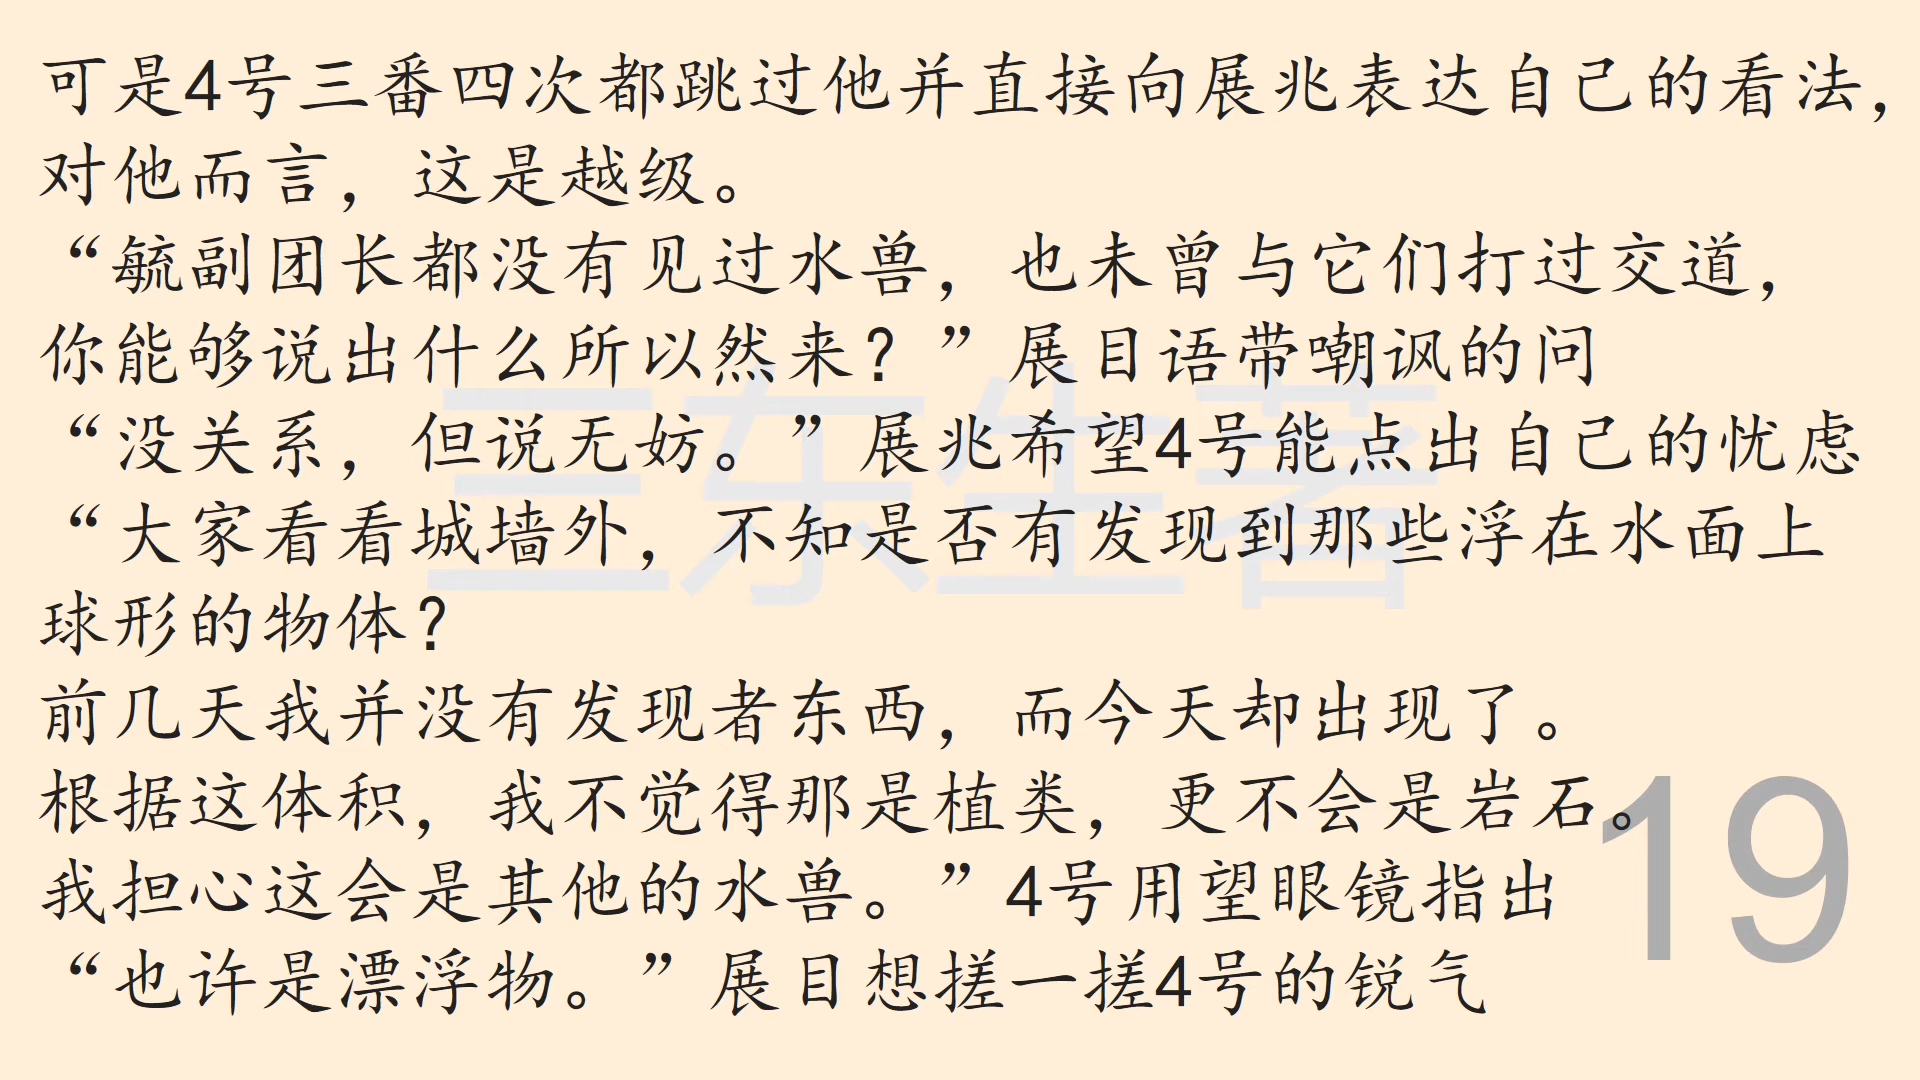 可是4号三番四次都跳过他并直接向展兆表达自己的看法，
对他而言，这是越级。
“毓副团长都没有见过水兽，也未曾与它们打过交道，
你能够说出什么所以然来？”展目语带嘲讽的问
“没关系，但说无妨。”展兆希望4号能点出自己的忧虑
“大家看看城墙外，不知是否有发现到那些浮在水面上
球形的物体？
前几天我并没有发现者东西，而今天却出现了。
根据这体积，我不觉得那是植类，更不会是岩石。
我担心这会是其他的水兽。”4号用望眼镜指出
“也许是漂浮物。”展目想搓一搓4号的锐气
三东生著
19